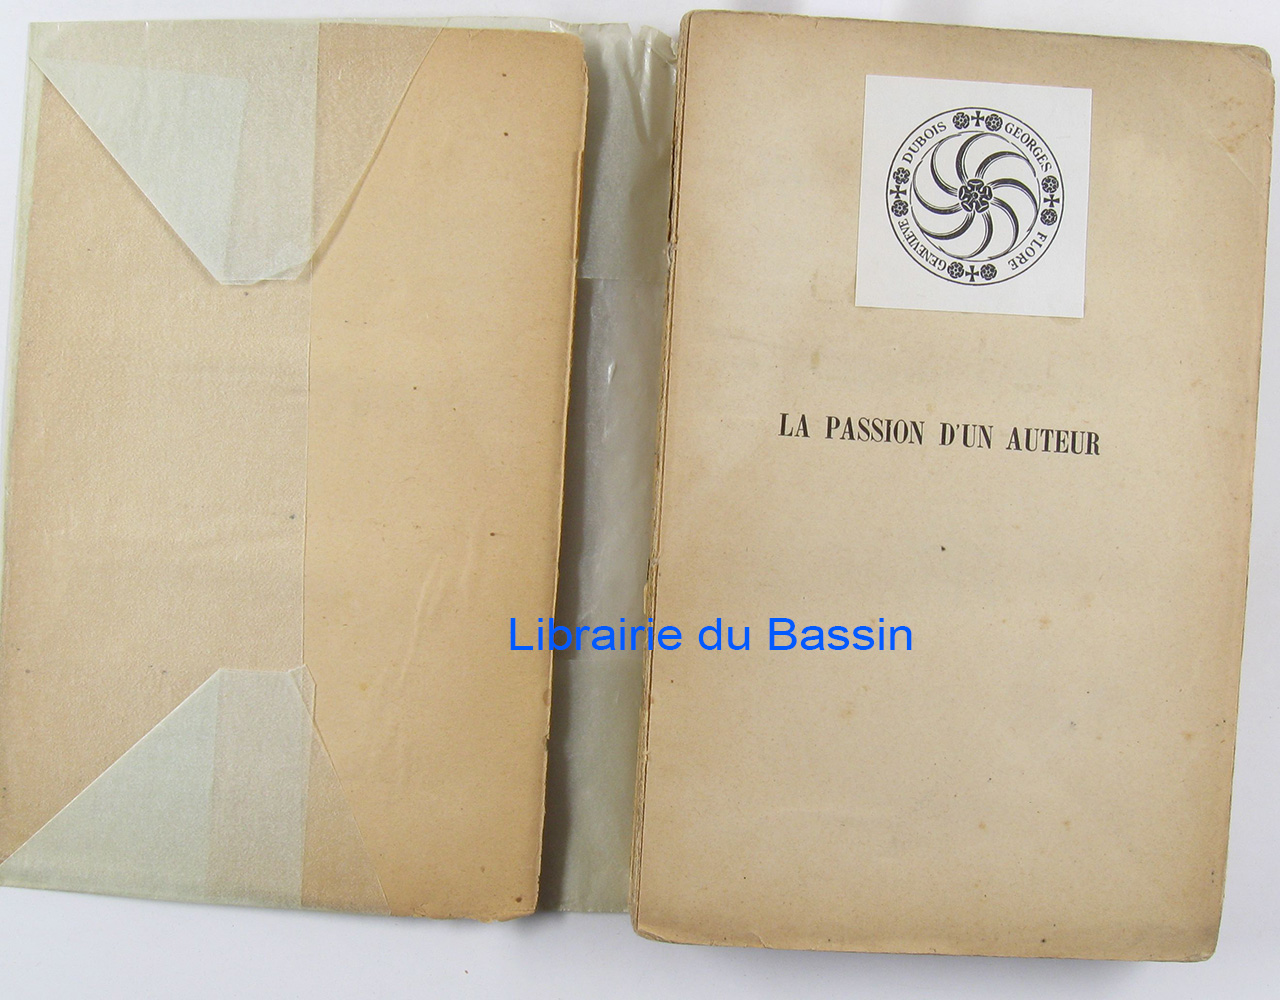 DUBOIS
GEORGES
FLORE
GENEVIEVE
LA PASSION D'UN AUTEUR
Librairie du Bassin